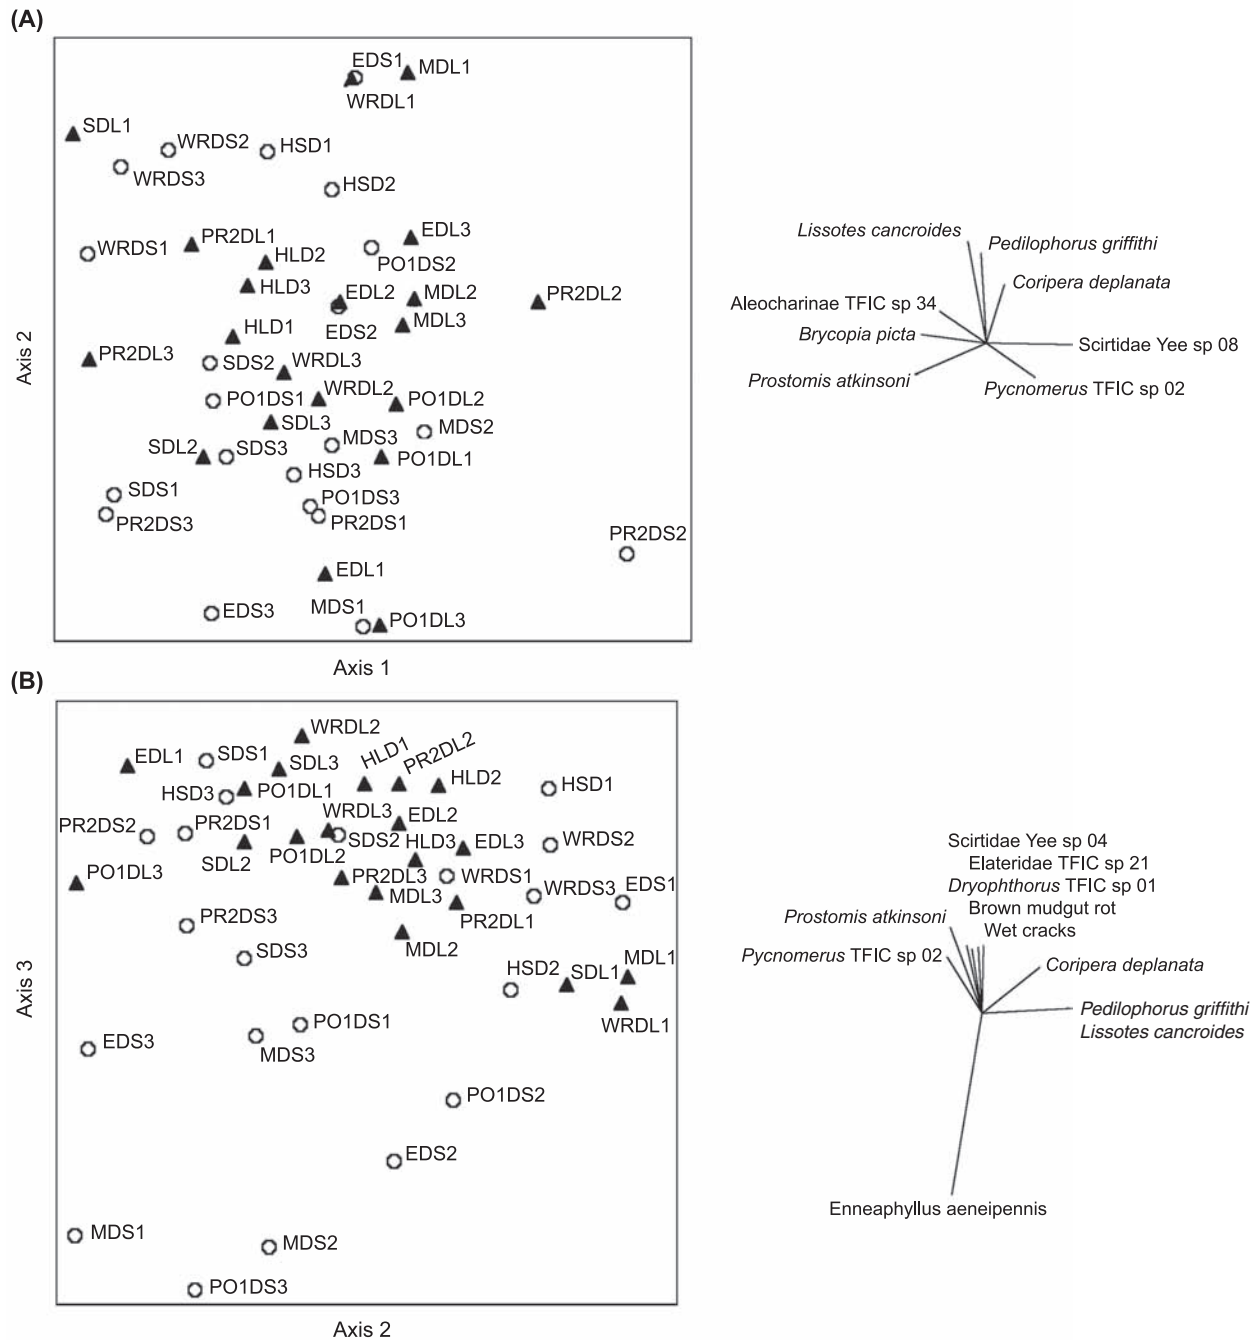 (A)
EDS1
MDL1
WRDL1
SDL1
WRDS2
HSD1
WRDS3
HSD2
WRDS1
PR2DL1
EDL3
HLD2
PO1DS2
HLD3
EDL2
MDL2
PR2DL2
EDS2
MDL3
HLD1
PR2DL3
SDS2
WRDL3
PO1DS1
WRDL2
PO1DL2
SDL3
MDS2
MDS3
SDL2
SDS3
PO1DL1
HSD3
SDS1
PO1DS3
PR2DS3
PR2DS1
PR2DS2
EDL1
EDS3
MDS1
PO1DL3
Axis 2
Axis 1
Lissotes cancroides
Pedilophorus griffithi
Coripera deplanata
Aleocharinae TFIC sp 34
Brycopia picta
Scirtidae Yee sp 08
Prostomis atkinsoni
Pycnomerus TFIC sp 02
(B)
WRDL2
EDL1
SDS1
SDL3
HLD1
PR2DL2
HSD3
PO1DL1
HLD2
HSD1
PR2DS2
PR2DS1
WRDL3
EDL2
SDL2
PO1DL2
SDS2
HLD3
EDL3
WRDS2
PO1DL3
PR2DL3
WRDS1
WRDS3
EDS1
MDL3
PR2DL1
PR2DS3
MDL2
SDS3
HSD2
SDL1
MDL1
WRDL1
PO1DS1
EDS3
MDS3
PO1DS2
EDS2
MDS1
MDS2
PO1DS3
Axis 3
Axis 2
Scirtidae Yee sp 04
Elateridae TFIC sp 21
Dryophthorus TFIC sp 01
Prostomis atkinsoni
Brown mudgut rot
Wet cracks
Pycnomerus TFIC sp 02
Coripera deplanata
Pedilophorus griffithi
Lissotes cancroides
Enneaphyllus aeneipennis